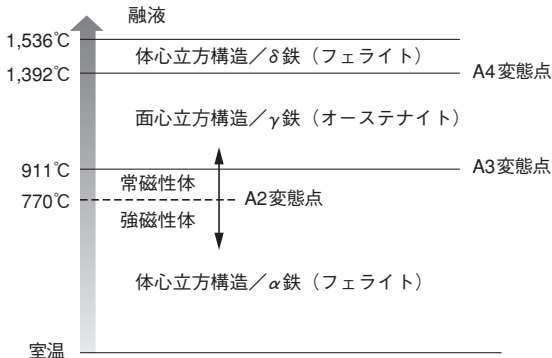 融液
1,536℃
体心立方構造／δ鉄（フェライト）
1,392℃
A4変態点
面心立方構造／γ鉄（オーステナイト）
911℃
A3変態点
常磁性体
770℃
A2変態点
強磁性体
体心立方構造／α鉄（フェライト）
室温